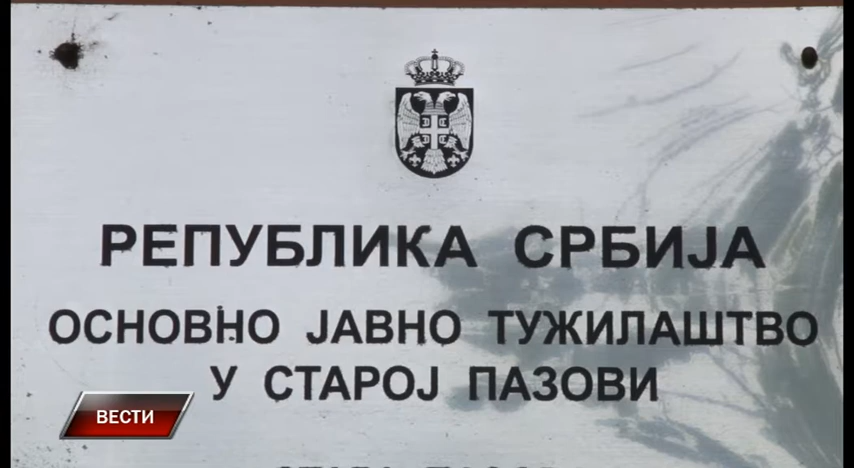 РЕПУБЛИКА СРБИЈА
ОСНОВНО ЈАВНО ТУЖИЛАШТВО
У СТАРОЈ ПАЗОВИ
ВЕСТИ